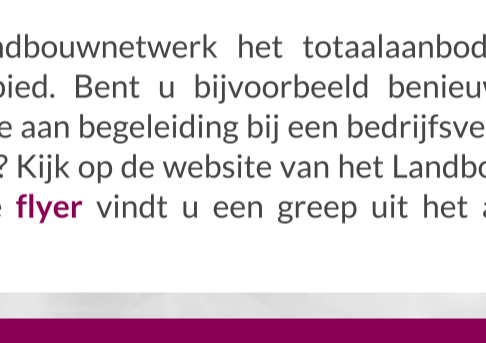 ndbouwnetwerk het totaalaanbod
bied. Bent u bijvoorbeeld benieuw
e aan begeleiding bij een bedrijfsve
? Kijk op de website van het Landbo
flyer vindt u een greep uit het a